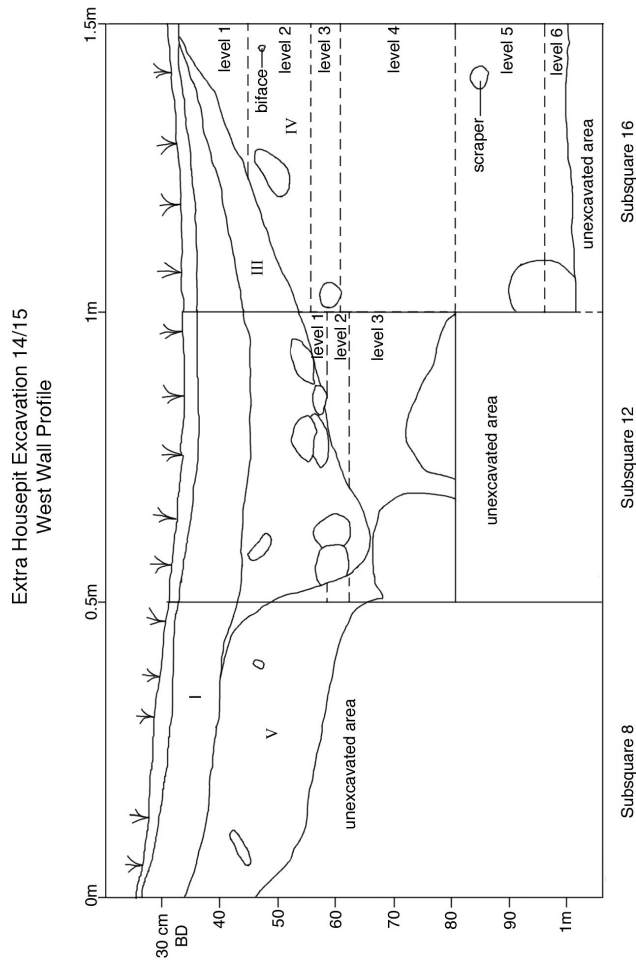 Extra Housepit Excavation 14/15
West Wall Profile
0m
0.5m
1m
1.5m
30 cm
BD
40
50
60
70
80
90
1m
I
III
IV
V
level 1
level 2
level 3
level 4
level 5
level 6
biface
scraper
level 1
level 2
level 3
unexcavated area
unexcavated area
unexcavated area
Subsquare 8
Subsquare 12
Subsquare 16